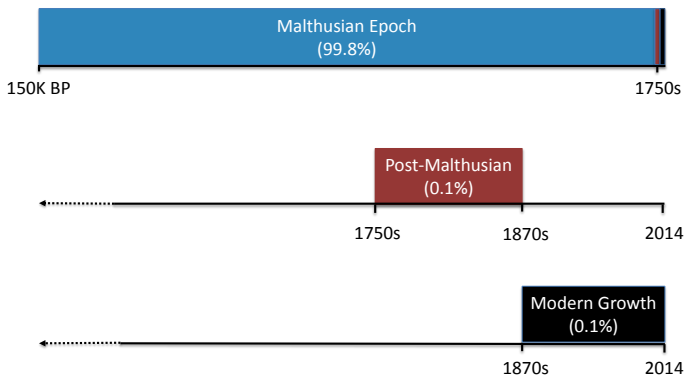 Malthusian Epoch
(99.8%)
150K BP 1750s
Post-Malthusian
(0.1%)
1750s 1870s 2014
Modern Growth
(0.1%)
1870s 2014